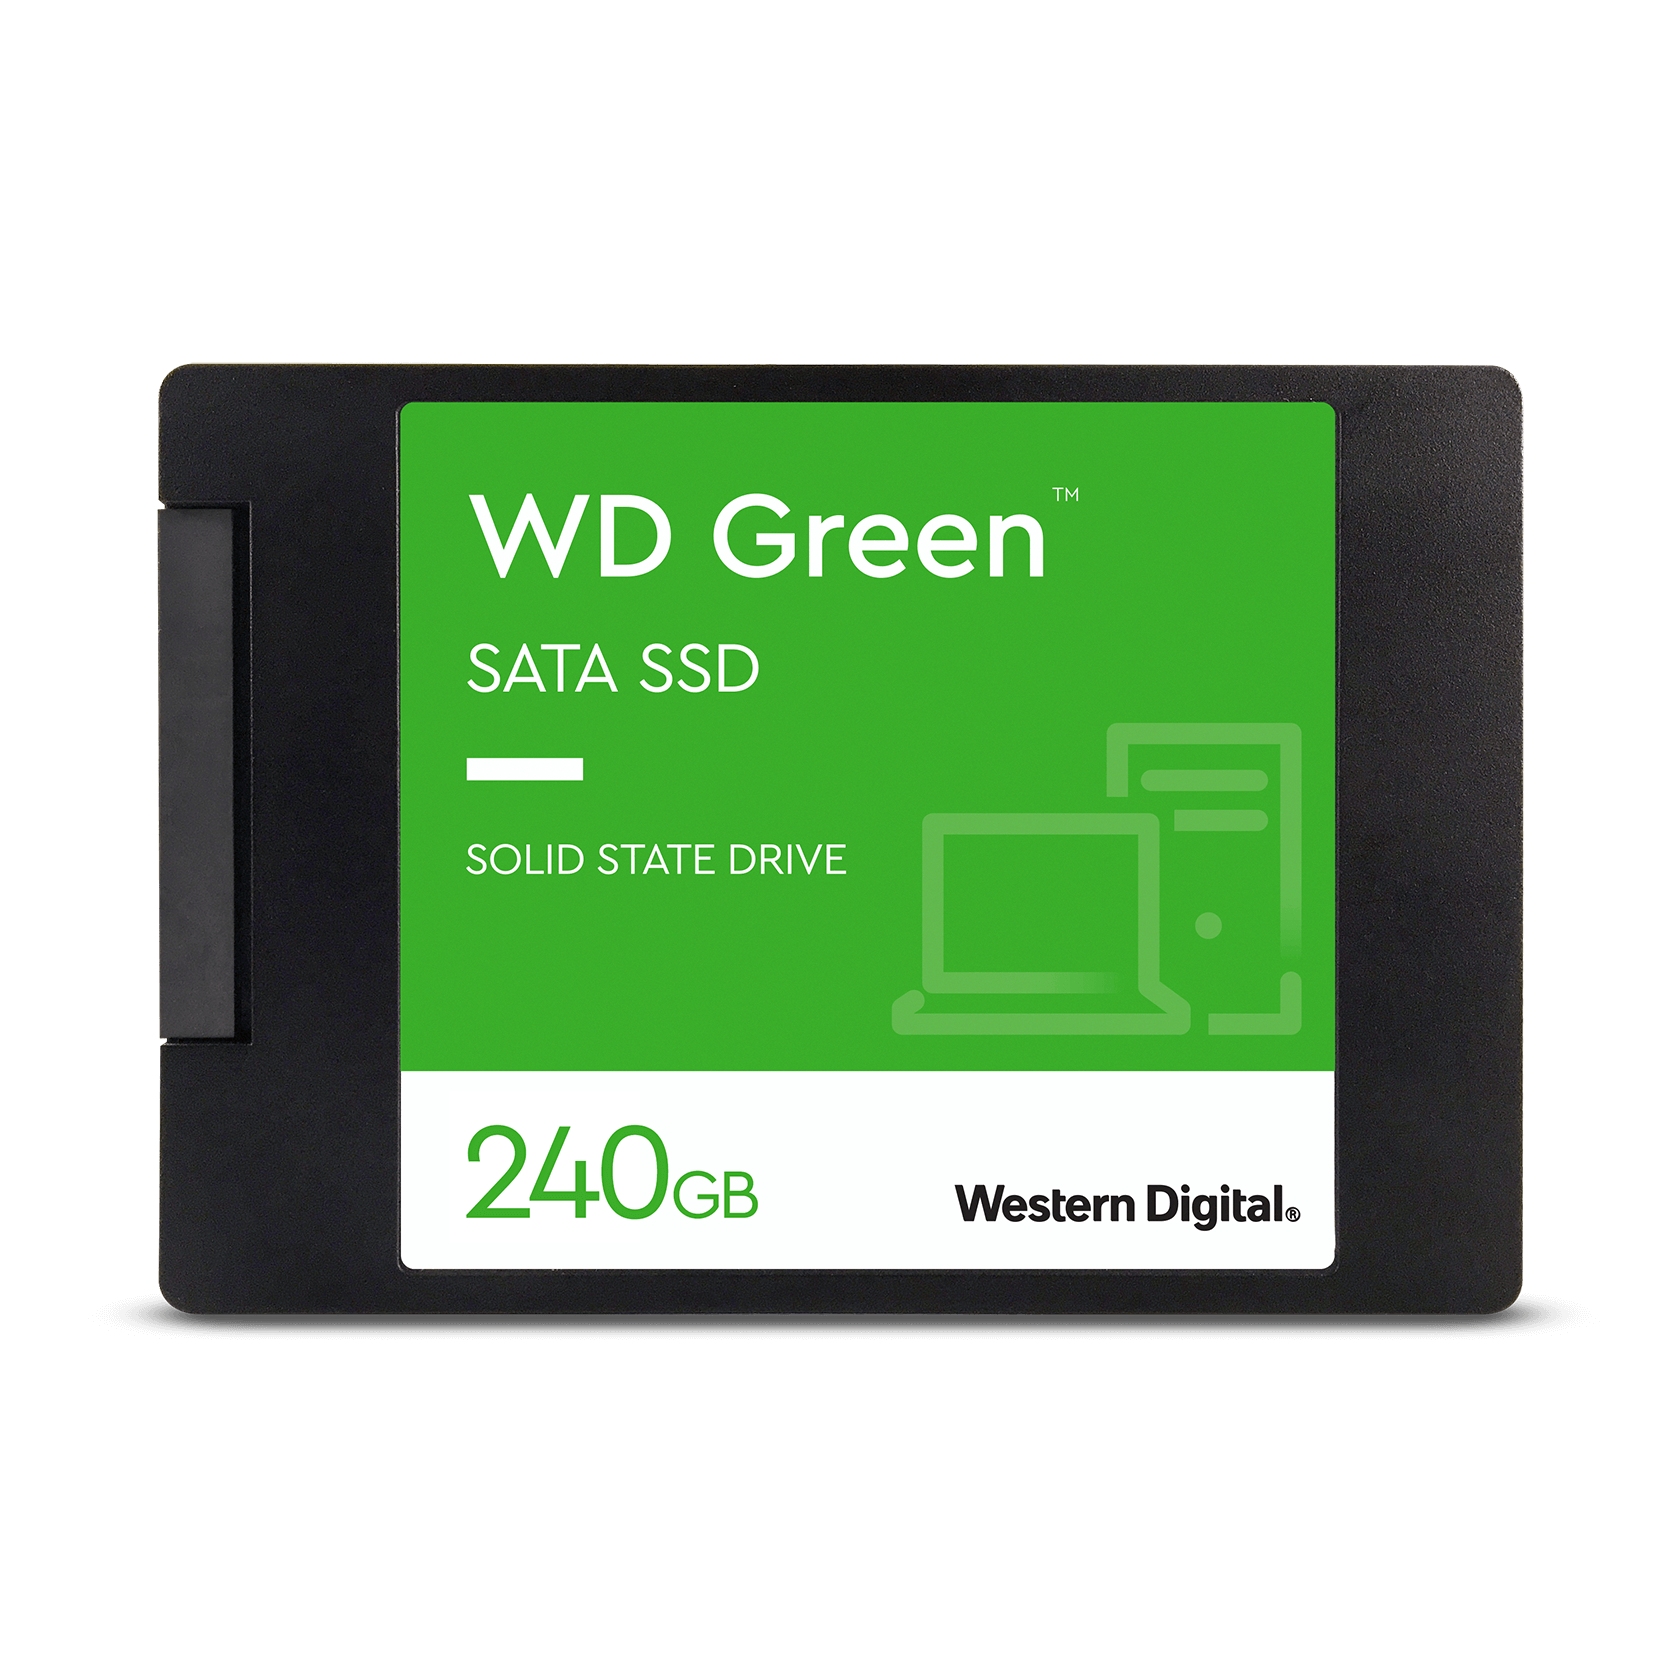 WD Green™
SATA SSD
SOLID STATE DRIVE
240GB
Western Digital®